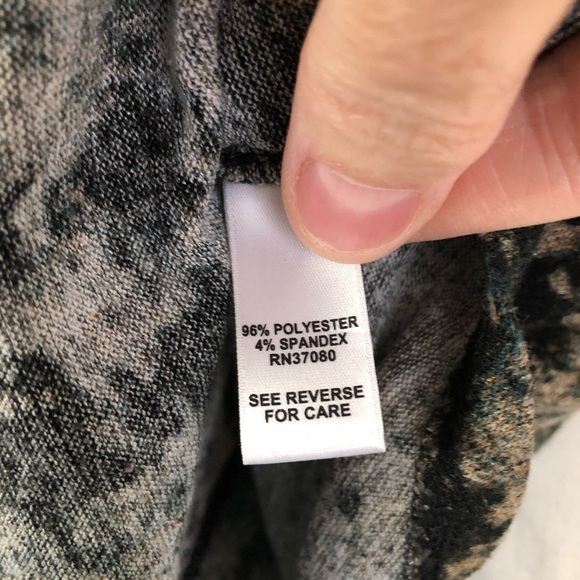 96% POLYESTER
4% SPANDEX
RN37080
SEE REVERSE
FOR CARE